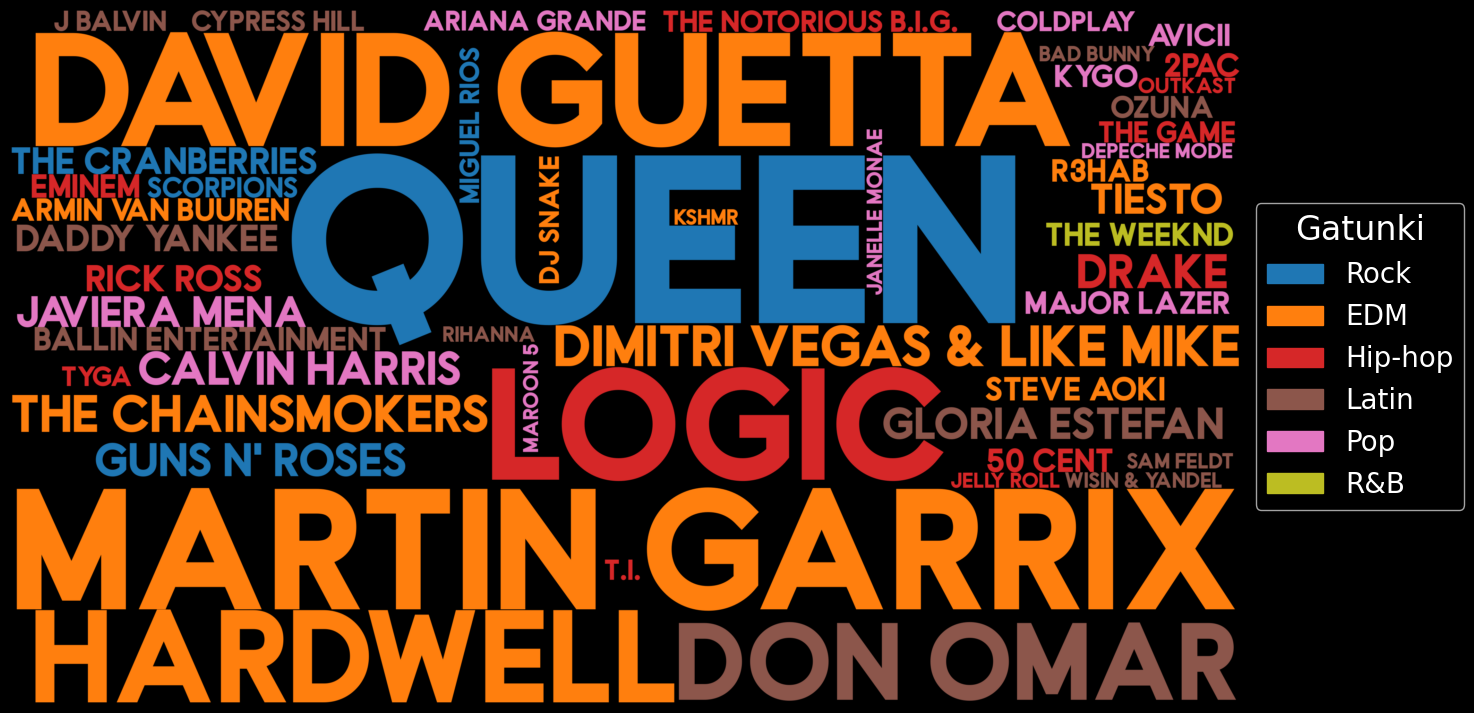 J BALVIN
CYPRESS HILL
ARIANA GRANDE
THE NOTORIOUS B.I.G.
COLDPLAY
AVICII
DAVID GUETTA
MIGUEL RIOS
BAD BUNNY
2PAC
KYGO
OUTKAST
OZUNA
THE GAME
DEPECHE MODE
THE CRANBERRIES
EMINEM
SCORPIONS
ARMIN VAN BUUREN
DADDY YANKEE
QUEEN
DJ SNAKE
KSHMR
JANELLE MONAE
R3HAB
TIESTO
THE WEEKND
DRAKE
MAJOR LAZER
RICK ROSS
JAVIERA MENA
BALLIN ENTERTAINMENT
RIHANNA
DIMITRI VEGAS & LIKE MIKE
TYGA
CALVIN HARRIS
MAROON 5
LOGIC
STEVE AOKI
THE CHAINSMOKERS
GLORIA ESTEFAN
GUNS N' ROSES
50 CENT
SAM FELDT
JELLY ROLL
WISIN & YANDEL
MARTIN GARRIX
T.I.
HARDWELL
DON OMAR
Gatunki
Rock
EDM
Hip-hop
Latin
Pop
R&B